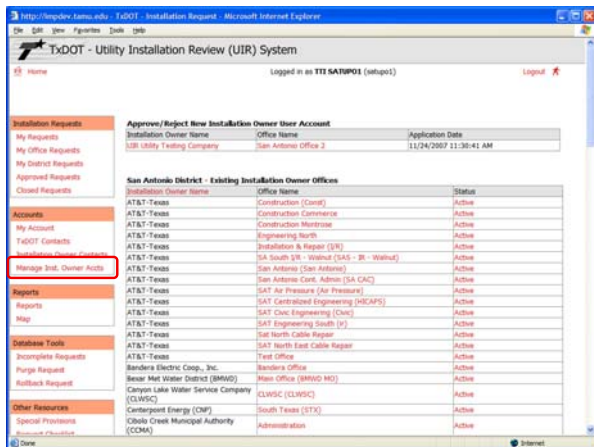 http://impdev.tamu.edu - TxDOT - Installation Request - Microsoft Internet Explorer
File Edit View Favorites Tools Help
TxDOT - Utility Installation Review (UIR) System
Home
Logged in as TTI SATUPO1 (satupo1)
Logout
Installation Requests
My Requests
My Office Requests
My District Requests
Approved Requests
Closed Requests
Accounts
My Account
TxDOT Contacts
Installation Owner Contacts
Manage Inst. Owner Accts
Reports
Reports
Map
Database Tools
Incomplete Requests
Purge Request
Rollback Request
Other Resources
Special Provisions
Request Checklist
Approve/Reject New Installation Owner User Account
Installation Owner Name Office Name Application Date
UIR Utility Testing Company San Antonio Office 2 11/24/2007 11:30:41 AM
San Antonio District - Existing Installation Owner Offices
Installation Owner Name Office Name Status
AT&T-Texas Construction (Const) Active
AT&T-Texas Construction Commerce Active
AT&T-Texas Construction Montrose Active
AT&T-Texas Engineering North Active
AT&T-Texas Installation & Repair (I/R) Active
AT&T-Texas SA South I/R - Walnut (SAS - IR - Walnut) Active
AT&T-Texas San Antonio (San Antonio) Active
AT&T-Texas San Antonio Cont. Admin (SA CAC) Active
AT&T-Texas SAT Air Pressure (Air Pressure) Active
AT&T-Texas SAT Centralized Engineering (HICAPS) Active
AT&T-Texas SAT Civic Engineering (Civic) Active
AT&T-Texas SAT Engineering South (ir) Active
AT&T-Texas Sat North Cable Repair Active
AT&T-Texas SAT North East Cable Repair Active
AT&T-Texas Test Office Active
Bandera Electric Coop., Inc. Bandera Office Active
Bexar Met Water District (BMWD) Main Office (BMWD MO) Active
Canyon Lake Water Service Company (CLWSC) CLWSC (CLWSC) Active
Centerpoint Energy (CNP) South Texas (STX) Active
Cibolo Creek Municipal Authority (CCMA) Administration Active
Done
Internet